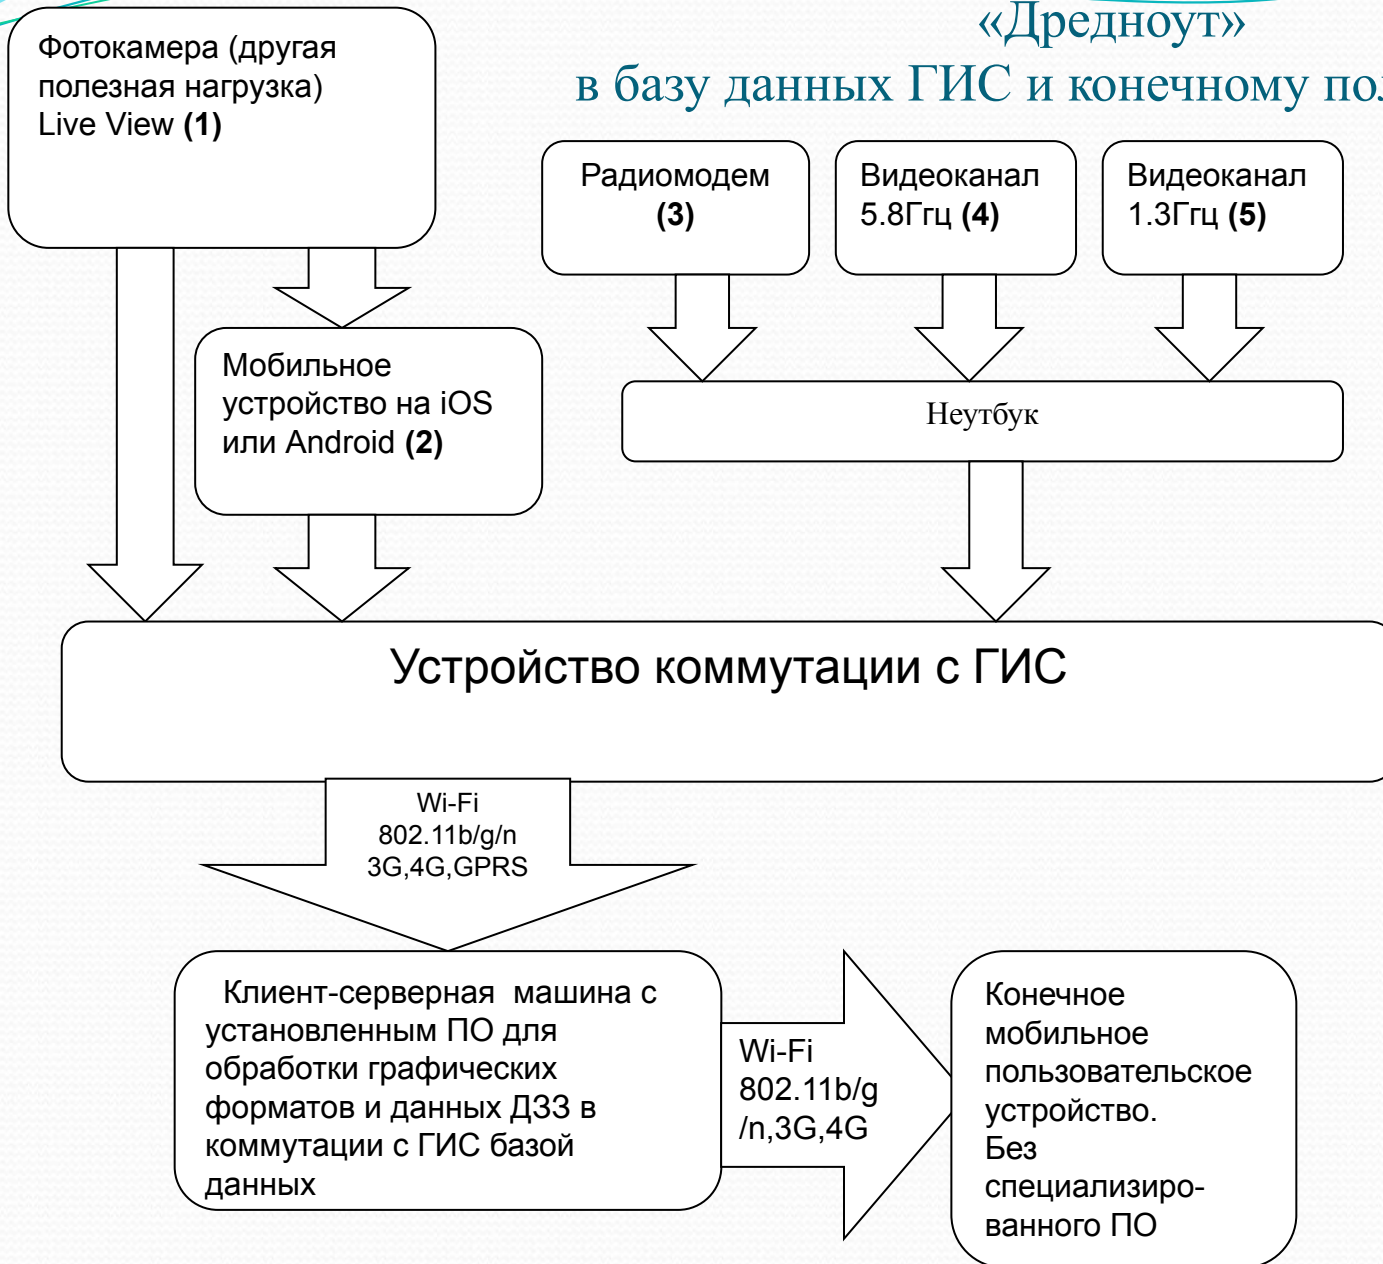 «Дредноут»
в базу данных ГИС и конечному
Фотокамера (другая
полезная нагрузка)
Live View (1)
Радиомодем
(3)
Видеоканал
5.8Ггц (4)
Видеоканал
1.3Ггц (5)
Мобильное
устройство на iOS
или Android (2)
Неутбук
Устройство коммутации с ГИС
Wi-Fi
802.11b/g/n
3G,4G,GPRS
Клиент-серверная машина с
установленным ПО для
обработки графических
форматов и данных ДЗЗ в
коммутации с ГИС базой
данных
Wi-Fi
802.11b/g
/n,3G,4G
Конечное
мобильное
пользовательское
устройство.
Без
специализиро-
ванного ПО